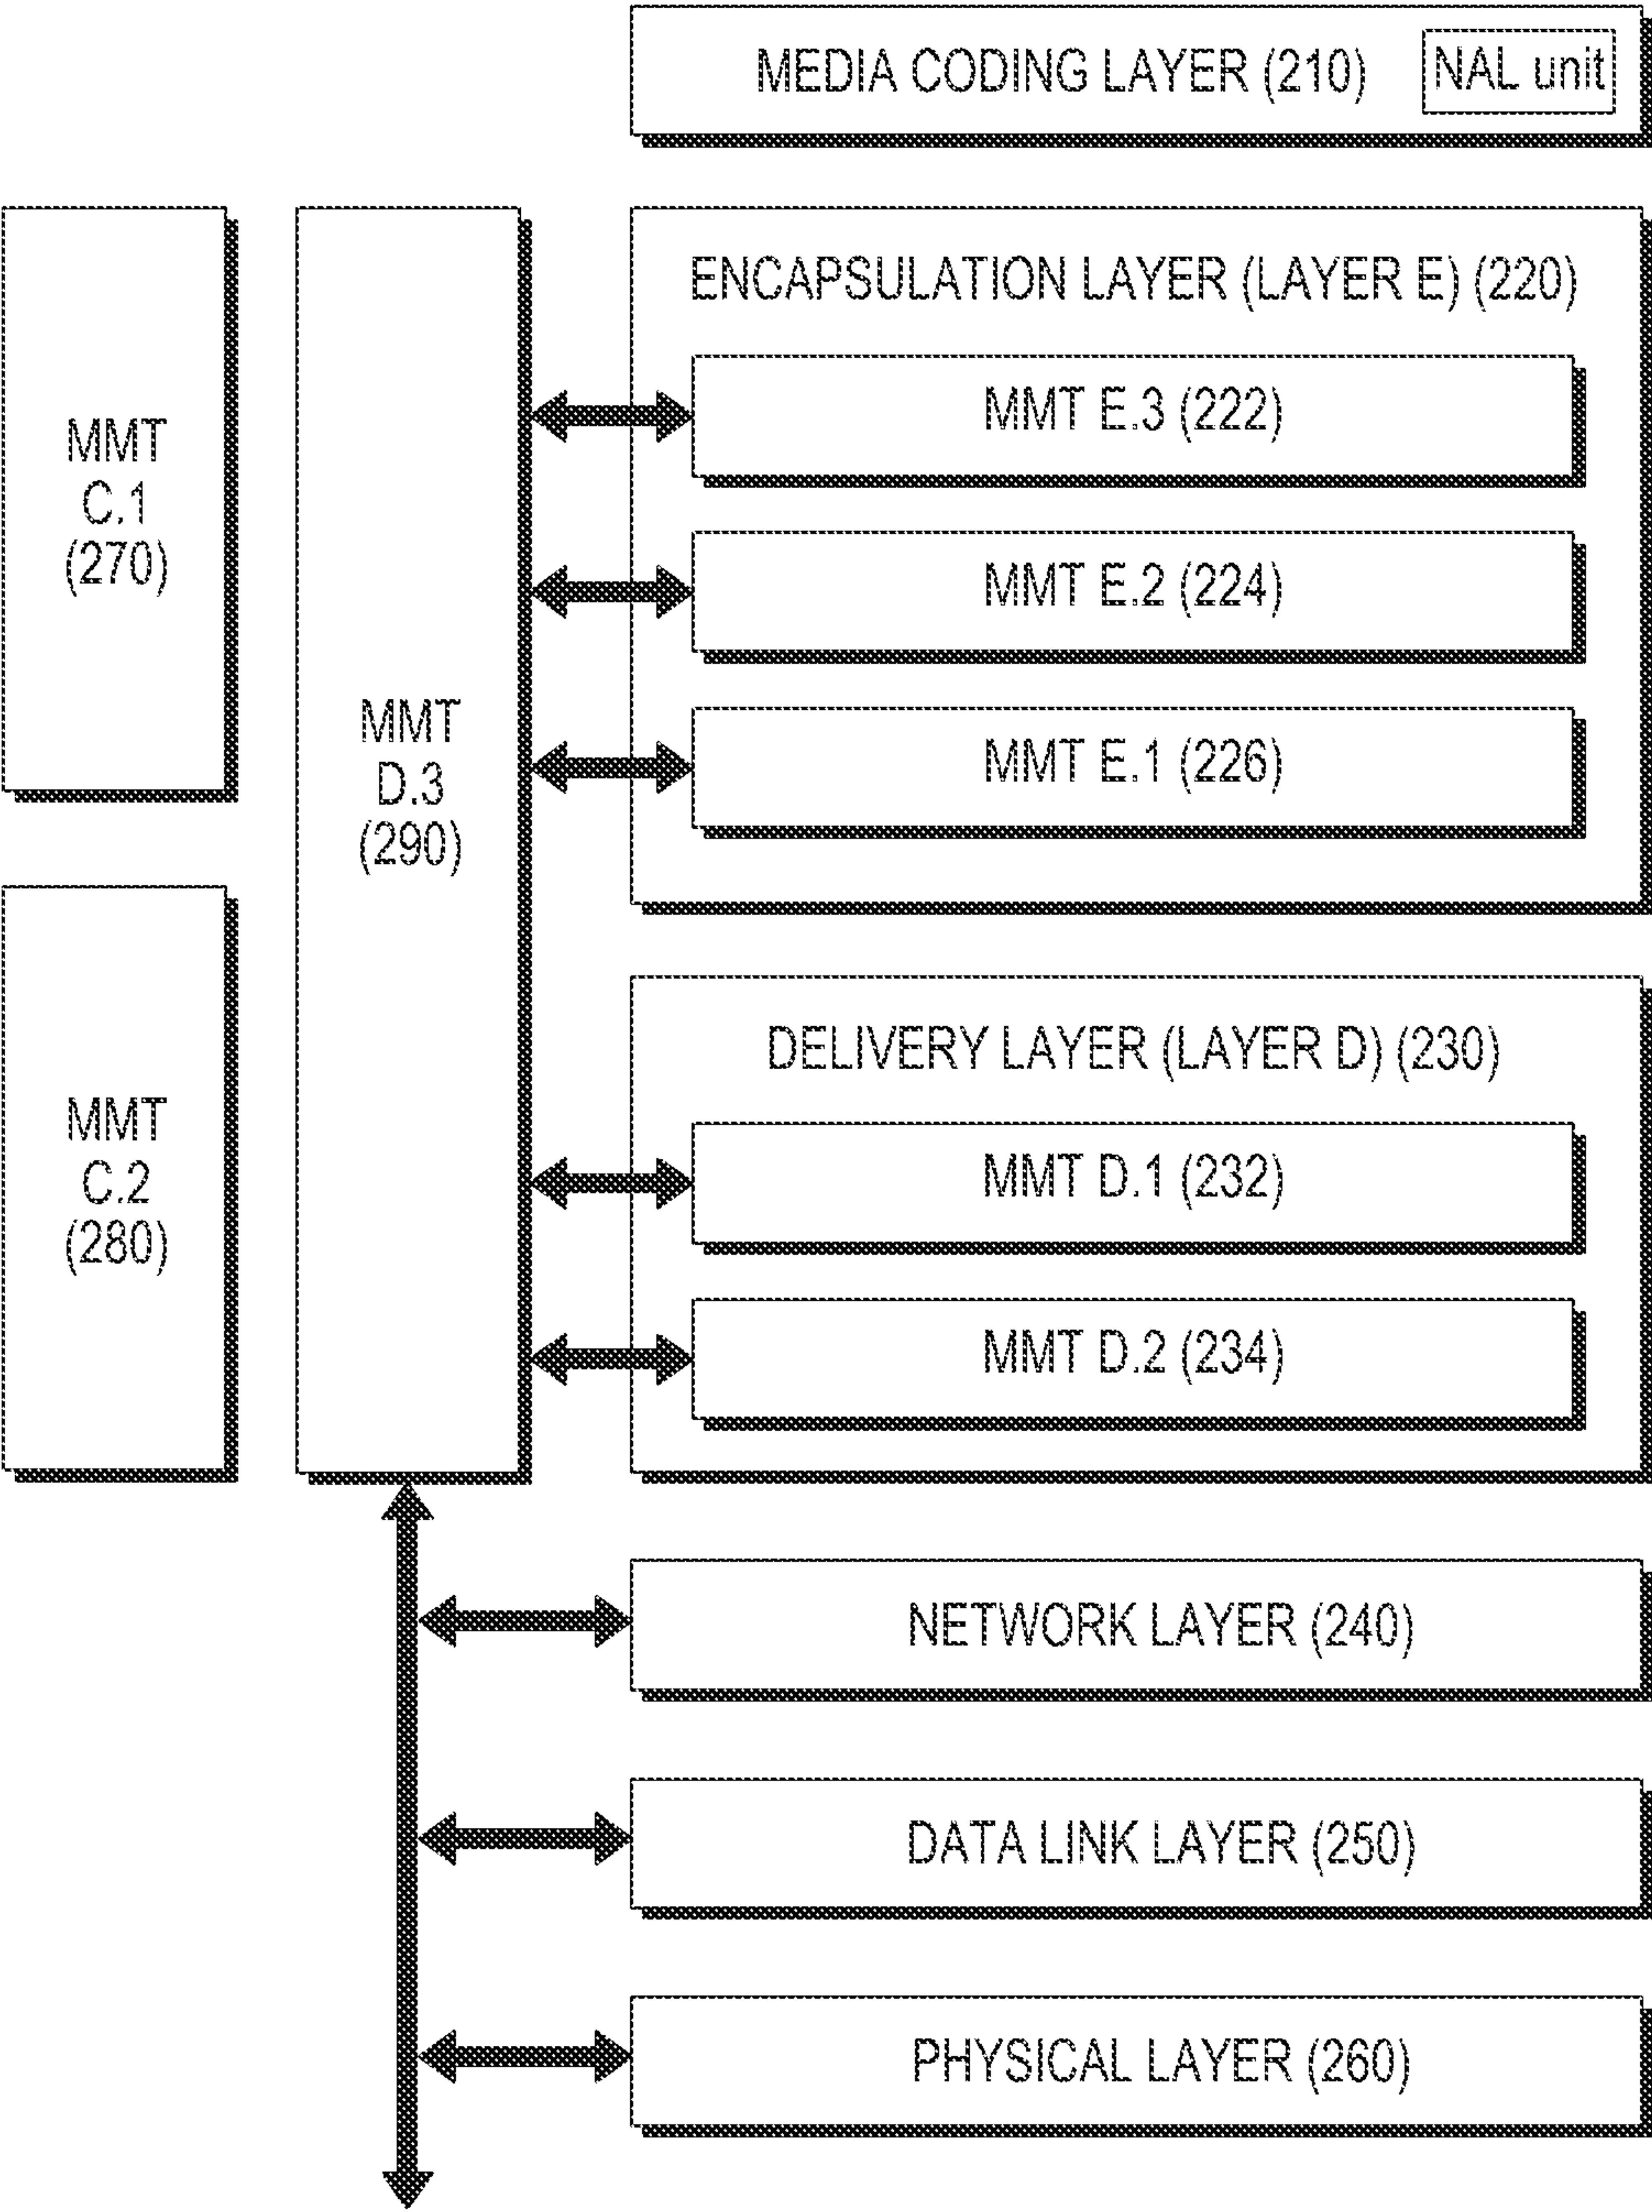 MEDIA CODING LAYER (210)
NAL unit
ENCAPSULATION LAYER (LAYER E) (220)
MMT E.3 (222)
MMT E.2 (224)
MMT E.1 (226)
MMT
C.1
(270)
MMT
D.3
(290)
MMT
C.2
(280)
DELIVERY LAYER (LAYER D) (230)
MMT D.1 (232)
MMT D.2 (234)
NETWORK LAYER (240)
DATA LINK LAYER (250)
PHYSICAL LAYER (260)